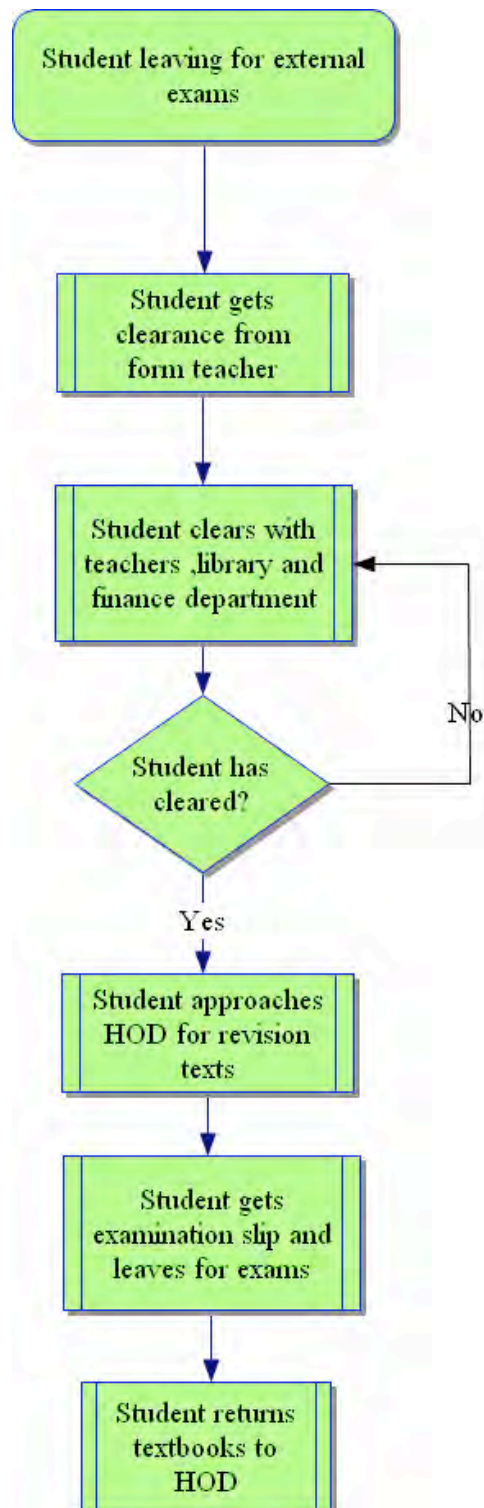 Student leaving for external
exams
Student gets
clearance from
form teacher
Student clears with
teachers ,library and
finance department
No
Student has
cleared?
Yes
Student approaches
HOD for revision
texts
Student gets
examination slip and
leaves for exams
Student returns
textbooks to
HOD